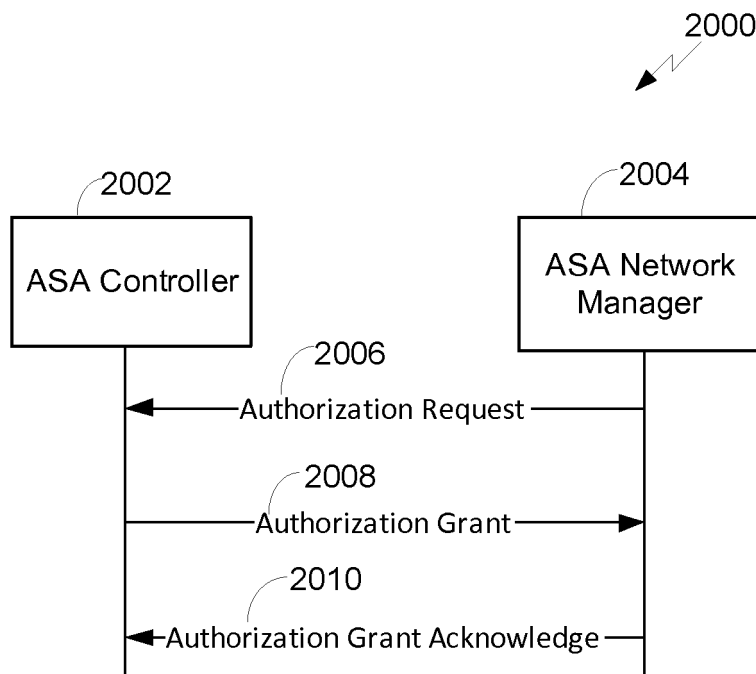 2000
2002
2004
ASA Controller
ASA Network
Manager
2006
Authorization Request
2008
Authorization Grant
2010
Authorization Grant Acknowledge